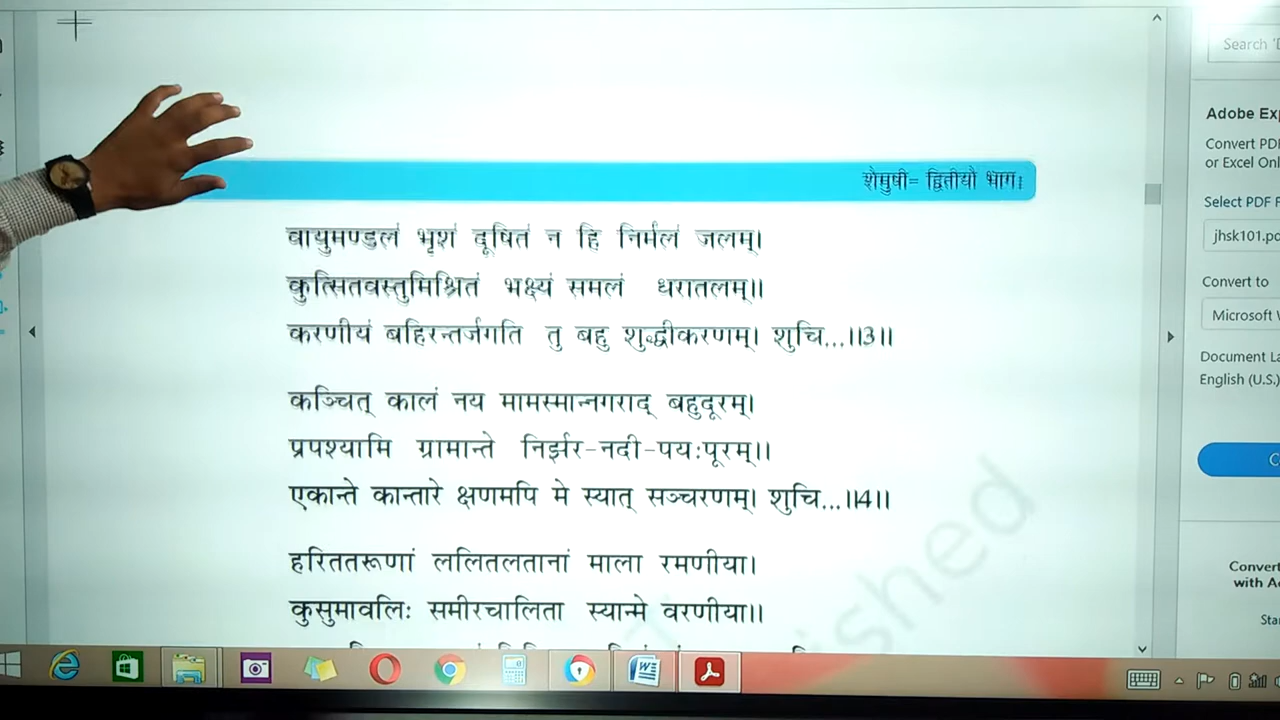 Search
शेमुषी- द्वितीयो भागः
वायुमण्डलं भृशं दूषितं न हि निर्मलं जलम्।
कुत्सितवस्तुमिश्रितं भक्ष्यं समलं धरातलम्॥
करणीयं बहिरन्तर्जगति तु बहु शुद्धीकरणम्। शुचि...॥3॥
कञ्चित् कालं नय मामस्मान्नगराद् बहुदूरम्।
प्रपश्यामि ग्रामान्ते निर्झर-नदी-पयःपूरम्॥
एकान्ते कान्तारे क्षणमपि मे स्यात् सञ्चरणम्। शुचि...॥4॥
हरिततरूणां ललितलतानां माला रमणीया।
कुसुमावलिः समीरचालिता स्यान्मे वरणीया॥
shed
Adobe Exp
Convert PDF
or Excel Onl
Select PDF F
jhsk101.pd
Convert to
Microsoft W
Document La
English (U.S.)
Convert
with Ac
Sta